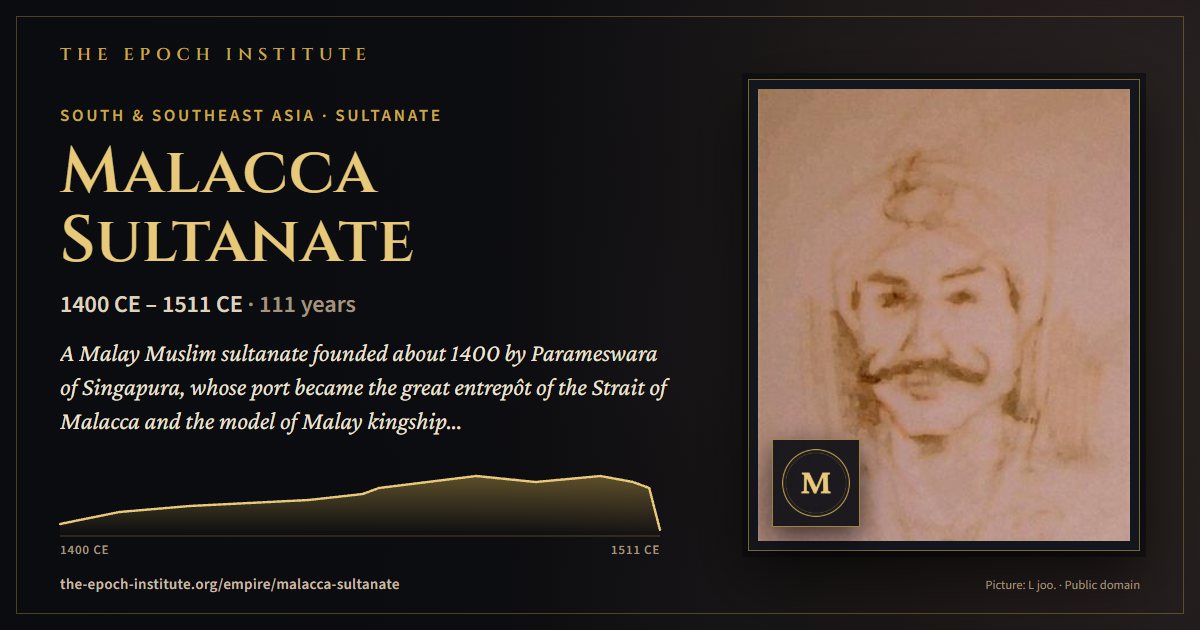 THE EPOCH INSTITUTE
SOUTH & SOUTHEAST ASIA · SULTANATE
MALACCA
SULTANATE
1400 CE – 1511 CE · 111 years
A Malay Muslim sultanate founded about 1400 by Parameswara
of Singapura, whose port became the great entrepôt of the Strait of
Malacca and the model of Malay kingship...
M
1400 CE
1511 CE
the-epoch-institute.org/empire/malacca-sultanate
Picture: L joo. · Public domain